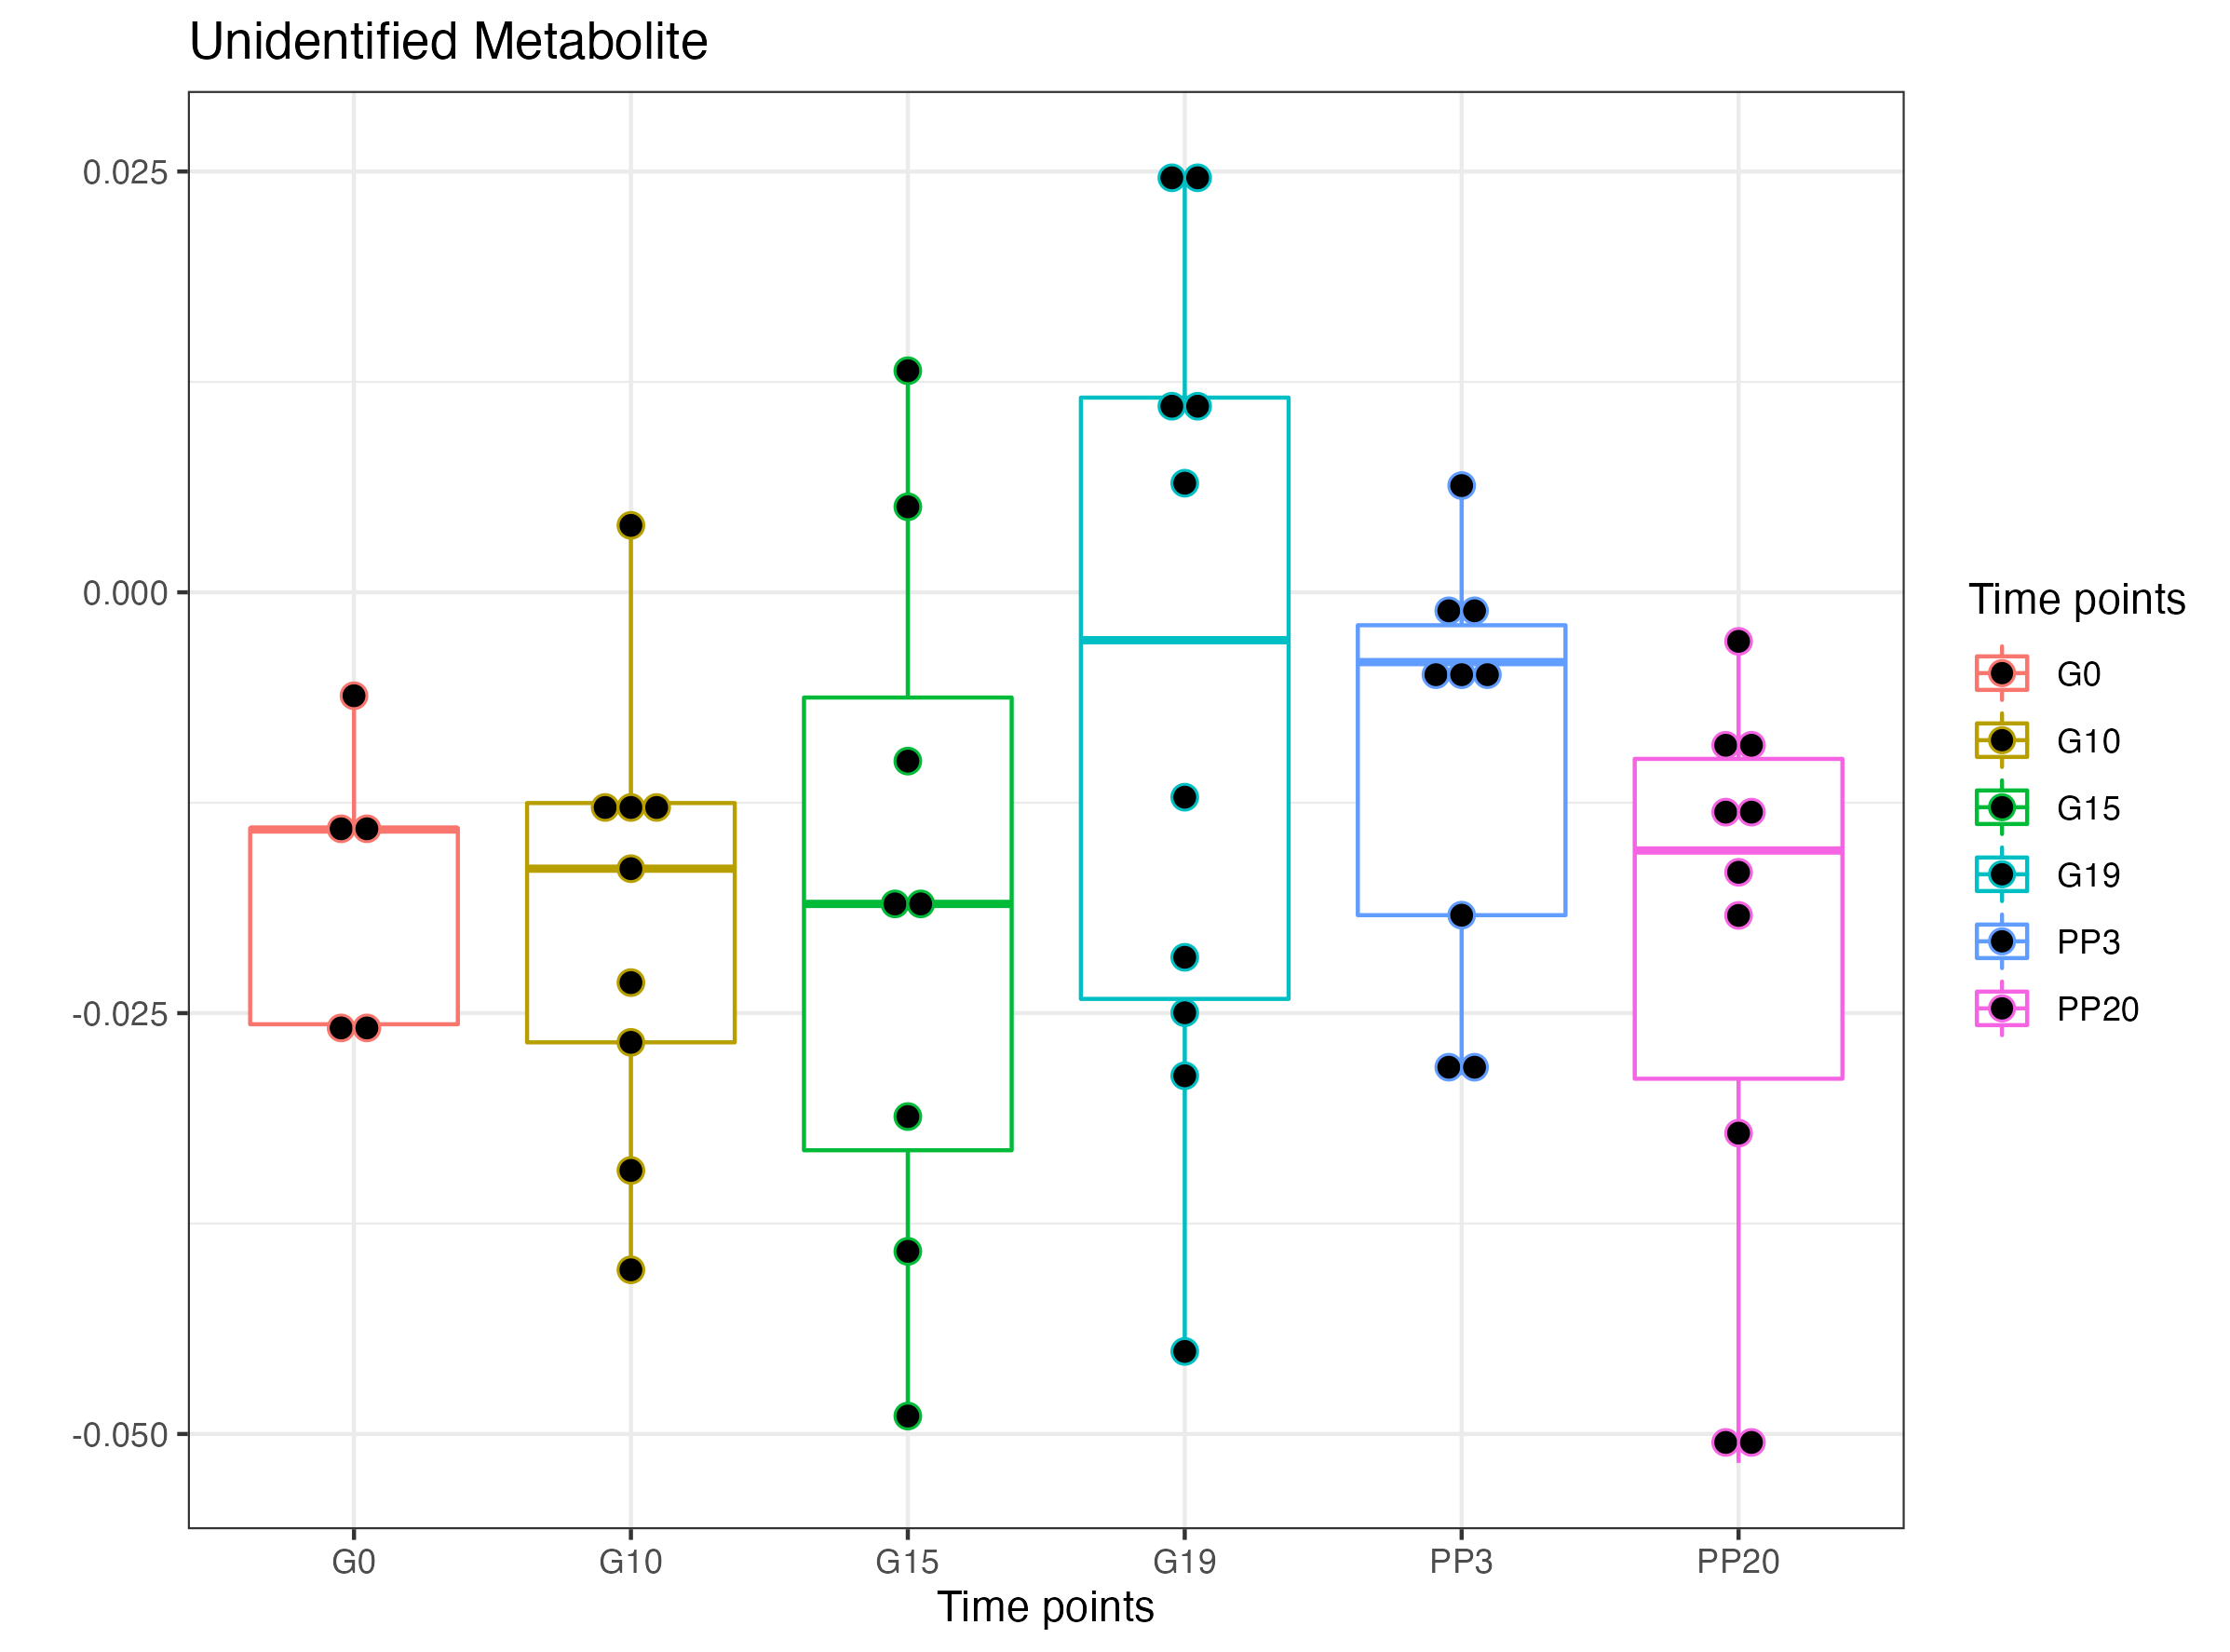 Unidentified Metabolite
0.025
0.000
-0.025
-0.050
G0 G10 G15 G19 PP3 PP20
Time points
Time points
G0
G10
G15
G19
PP3
PP20